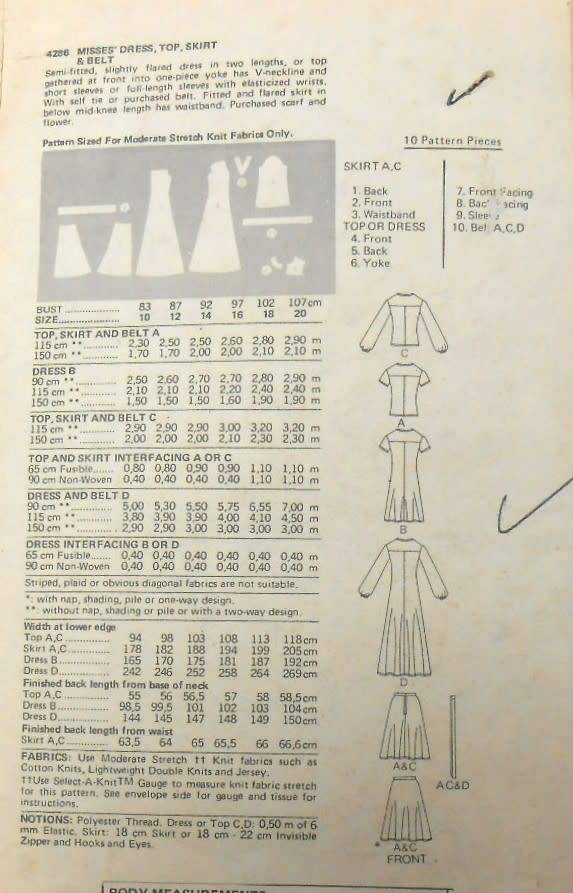 4286 MISSES' DRESS, TOP, SKIRT
& BELT
Semi-fitted, slightly flared dress in two lengths, or top
gathered at front into one-piece yoke has V-neckline and
short sleeves or full-length sleeves with elasticized wrists.
With self tie or purchased belt. Fitted and flared skirt in
below mid-knee length has waistband. Purchased scarf and
flower.
Pattern Sized For Moderate Stretch Knit Fabrics Only.
10 Pattern Pieces
SKIRT A,C
1. Back
2. Front
3. Waistband
TOP OR DRESS
4. Front
5. Back
6. Yoke
7. Front Facing
8. Back Facing
9. Sleeve
10. Belt A,C,D
BUST 83 87 92 97 102 107cm
SIZE 10 12 14 16 18 20
TOP, SKIRT AND BELT A
115 cm ** 2,30 2,50 2,50 2,60 2,80 2,90 m
150 cm ** 1,70 1,70 2,00 2,00 2,10 2,10 m
DRESS B
90 cm ** 2,50 2,60 2,70 2,70 2,80 2,90 m
115 cm ** 2,10 2,10 2,10 2,20 2,40 2,40 m
150 cm ** 1,50 1,50 1,50 1,60 1,90 1,90 m
TOP, SKIRT AND BELT C
115 cm ** 2,90 2,90 2,90 3,00 3,20 3,20 m
150 cm ** 2,00 2,00 2,00 2,10 2,30 2,30 m
TOP AND SKIRT INTERFACING A OR C
65 cm Fusible 0,80 0,80 0,90 0,90 1,10 1,10 m
90 cm Non-Woven 0,40 0,40 0,40 0,40 1,10 1,10 m
DRESS AND BELT D
90 cm ** 5,00 5,30 5,50 5,75 6,55 7,00 m
115 cm ** 3,80 3,90 3,90 4,00 4,10 4,50 m
150 cm ** 2,90 2,90 3,00 3,00 3,00 3,00 m
DRESS INTERFACING B OR D
65 cm Fusible 0,40 0,40 0,40 0,40 0,40 0,40 m
90 cm Non-Woven 0,40 0,40 0,40 0,40 0,40 0,40 m
Striped, plaid or obvious diagonal fabrics are not suitable.
*: with nap, shading, pile or one-way design.
**: without nap, shading or pile or with a two-way design.
Width at lower edge
Top A,C 94 98 103 108 113 118cm
Skirt A,C 178 182 188 194 199 205cm
Dress B 165 170 175 181 187 192cm
Dress D 242 246 252 258 264 269cm
Finished back length from base of neck
Top A,C 55 56 56,5 57 58 58,5cm
Dress B 98,5 99,5 101 102 103 104cm
Dress D 144 145 147 148 149 150cm
Finished back length from waist
Skirt A,C 63,5 64 65 65,5 66 66,6cm
FABRICS: Use Moderate Stretch †† Knit fabrics such as
Cotton Knits, Lightweight Double Knits and Jersey.
††Use Select-A-Knit™ Gauge to measure knit fabric stretch
for this pattern. See envelope side for gauge and tissue for
instructions.
NOTIONS: Polyester Thread. Dress or Top C,D: 0,50 m of 6
mm Elastic. Skirt: 18 cm Skirt or 18 cm - 22 cm Invisible
Zipper and Hooks and Eyes.
C
A
B
D
A&C
A C&D
A&C
FRONT
BODY MEASUREMENTS